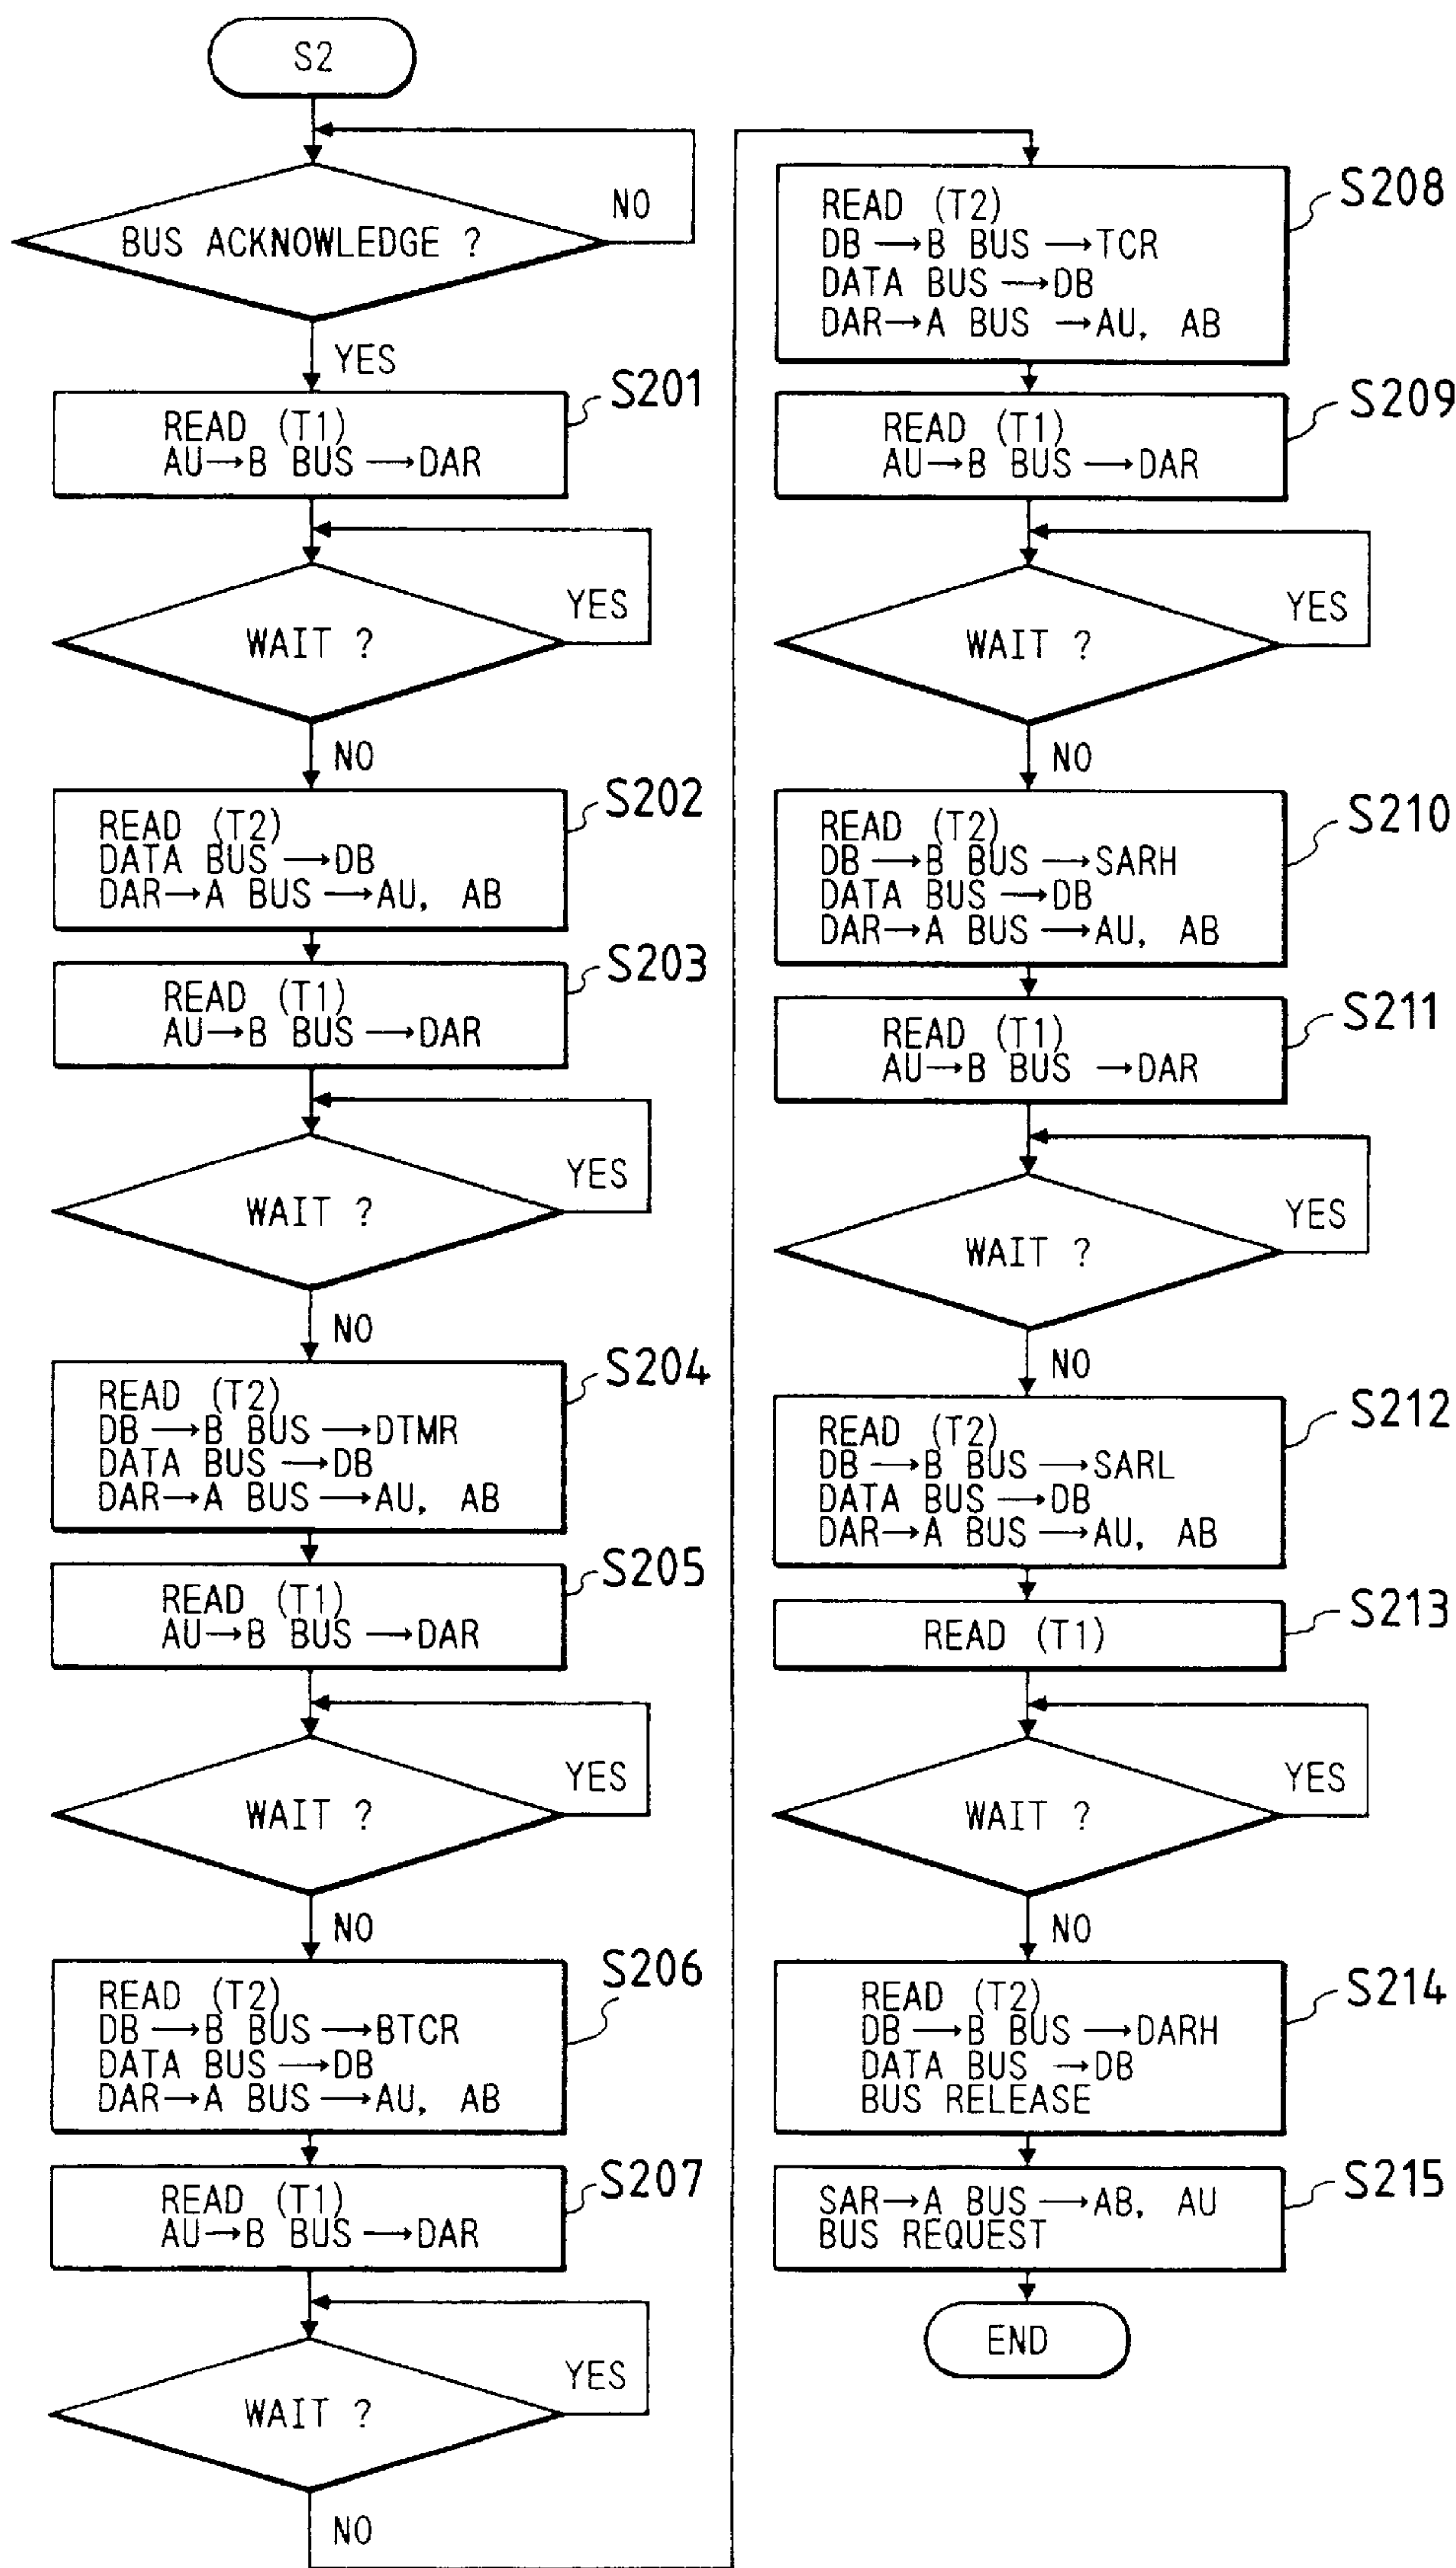 S2
BUS ACKNOWLEDGE ?
NO
YES
S201
READ (T1)
AU→B BUS →DAR
WAIT ?
YES
NO
S202
READ (T2)
DATA BUS →DB
DAR→A BUS →AU, AB
S203
READ (T1)
AU→B BUS →DAR
WAIT ?
YES
NO
S204
READ (T2)
DB →B BUS →DTMR
DATA BUS →DB
DAR→A BUS →AU, AB
S205
READ (T1)
AU→B BUS →DAR
WAIT ?
YES
NO
S206
READ (T2)
DB →B BUS →BTCR
DATA BUS →DB
DAR→A BUS →AU, AB
S207
READ (T1)
AU→B BUS →DAR
WAIT ?
YES
NO
S208
READ (T2)
DB →B BUS →TCR
DATA BUS →DB
DAR→A BUS →AU, AB
S209
READ (T1)
AU→B BUS →DAR
WAIT ?
YES
NO
S210
READ (T2)
DB →B BUS →SARH
DATA BUS →DB
DAR→A BUS →AU, AB
S211
READ (T1)
AU→B BUS →DAR
WAIT ?
YES
NO
S212
READ (T2)
DB →B BUS →SARL
DATA BUS →DB
DAR→A BUS →AU, AB
S213
READ (T1)
WAIT ?
YES
NO
S214
READ (T2)
DB →B BUS →DARH
DATA BUS →DB
BUS RELEASE
S215
SAR→A BUS →AB, AU
BUS REQUEST
END